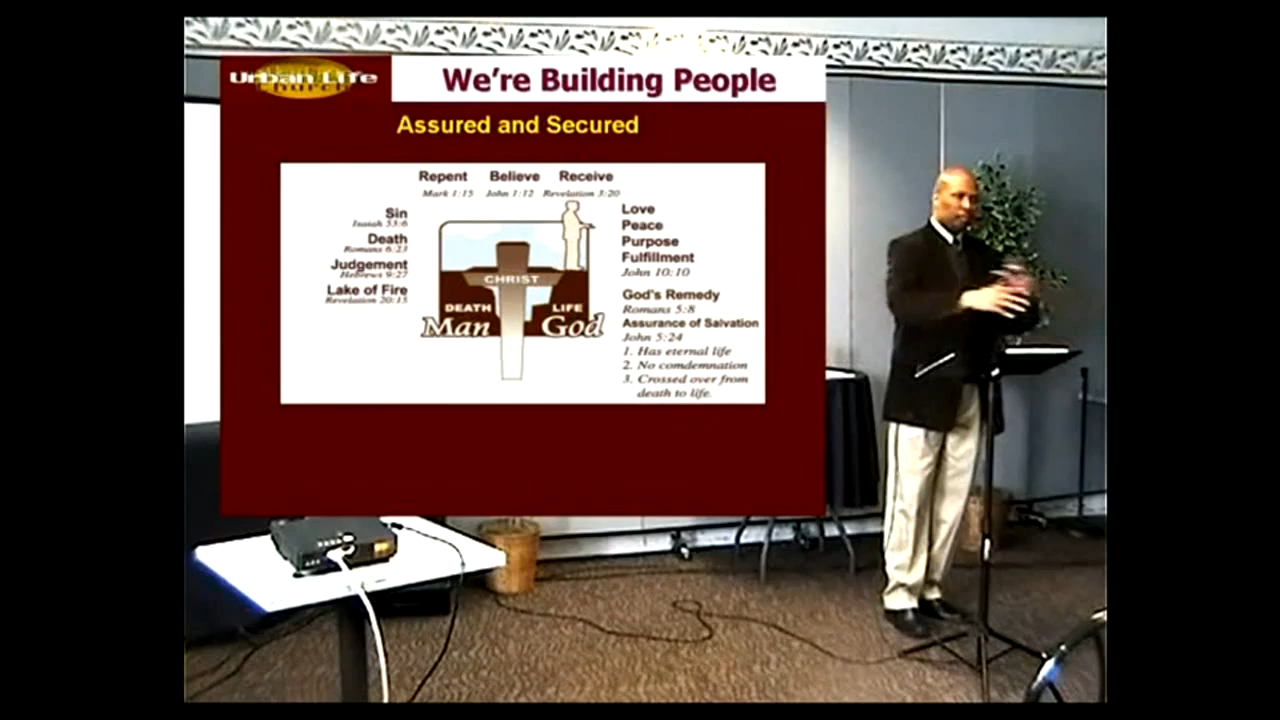 Urban Life
Church
We're Building People
Assured and Secured
Repent Believe Receive
Mark 1:15 John 1:12 Revelation 3:20
Sin
Isaiah 53:6
Death
Romans 6:23
Judgement
Hebrews 9:27
Lake of Fire
Revelation 20:15
CHRIST
DEATH LIFE
Man God
Love
Peace
Purpose
Fulfillment
John 10:10
God's Remedy
Romans 5:8
Assurance of Salvation
John 5:24
1. Has eternal life
2. No comdemnation
3. Crossed over from
death to life.